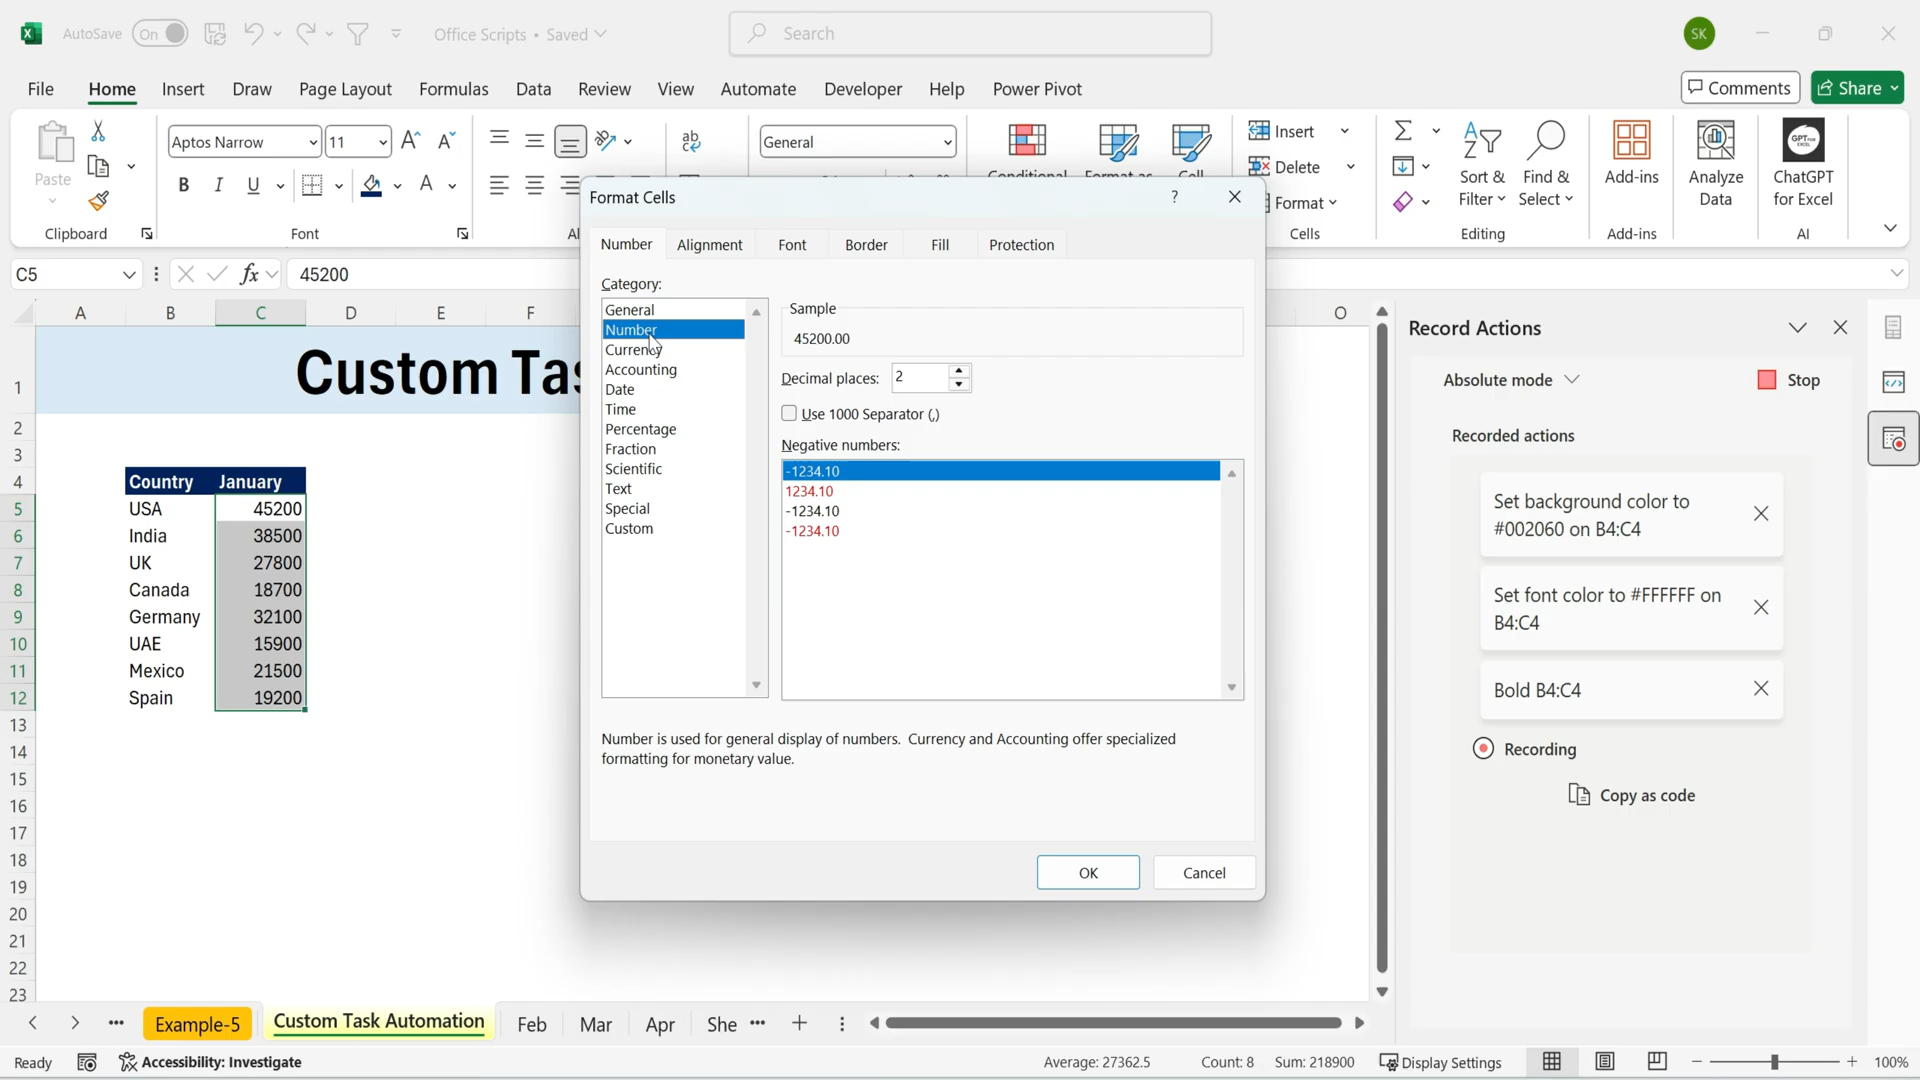 AutoSave On Office Scripts • Saved Search SK
File Home Insert Draw Page Layout Formulas Data Review View Automate Developer Help Power Pivot Comments Share
Paste
Clipboard
Aptos Narrow 11
B I U A
Font
ab
General
Conditional Format as Cell
Insert
Delete
Format
Cells
Sort &
Filter
Find &
Select
Editing
Add-ins
Add-ins
Analyze
Data
GPT FOR EXCEL
ChatGPT
for Excel
AI
C5 fx 45200
A B C D E F O
1 Custom Tas
2
3
4 Country January
5 USA 45200
6 India 38500
7 UK 27800
8 Canada 18700
9 Germany 32100
10 UAE 15900
11 Mexico 21500
12 Spain 19200
13
14
15
16
17
18
19
20
21
22
23
Format Cells ?
Number Alignment Font Border Fill Protection
Category:
General
Number
Currency
Accounting
Date
Time
Percentage
Fraction
Scientific
Text
Special
Custom
Sample
45200.00
Decimal places: 2
Use 1000 Separator (,)
Negative numbers:
-1234.10
1234.10
-1234.10
-1234.10
Number is used for general display of numbers. Currency and Accounting offer specialized
formatting for monetary value.
OK Cancel
Record Actions
Absolute mode Stop
Recorded actions
Set background color to
#002060 on B4:C4
Set font color to #FFFFFF on
B4:C4
Bold B4:C4
Recording
Copy as code
Example-5 Custom Task Automation Feb Mar Apr She
Ready Accessibility: Investigate Average: 27362.5 Count: 8 Sum: 218900 Display Settings 100%